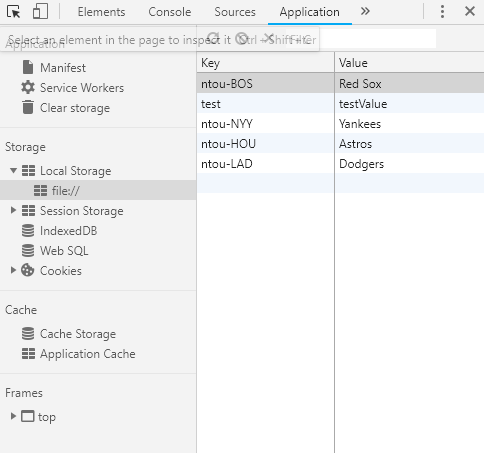 Elements Console Sources Application
Select an element in the page to inspect it Ctrl + Shift + C
Application
Filter
Manifest
Service Workers
Clear storage
Storage
Local Storage
file://
Session Storage
IndexedDB
Web SQL
Cookies
Cache
Cache Storage
Application Cache
Frames
top
Key Value
ntou-BOS Red Sox
test testValue
ntou-NYY Yankees
ntou-HOU Astros
ntou-LAD Dodgers